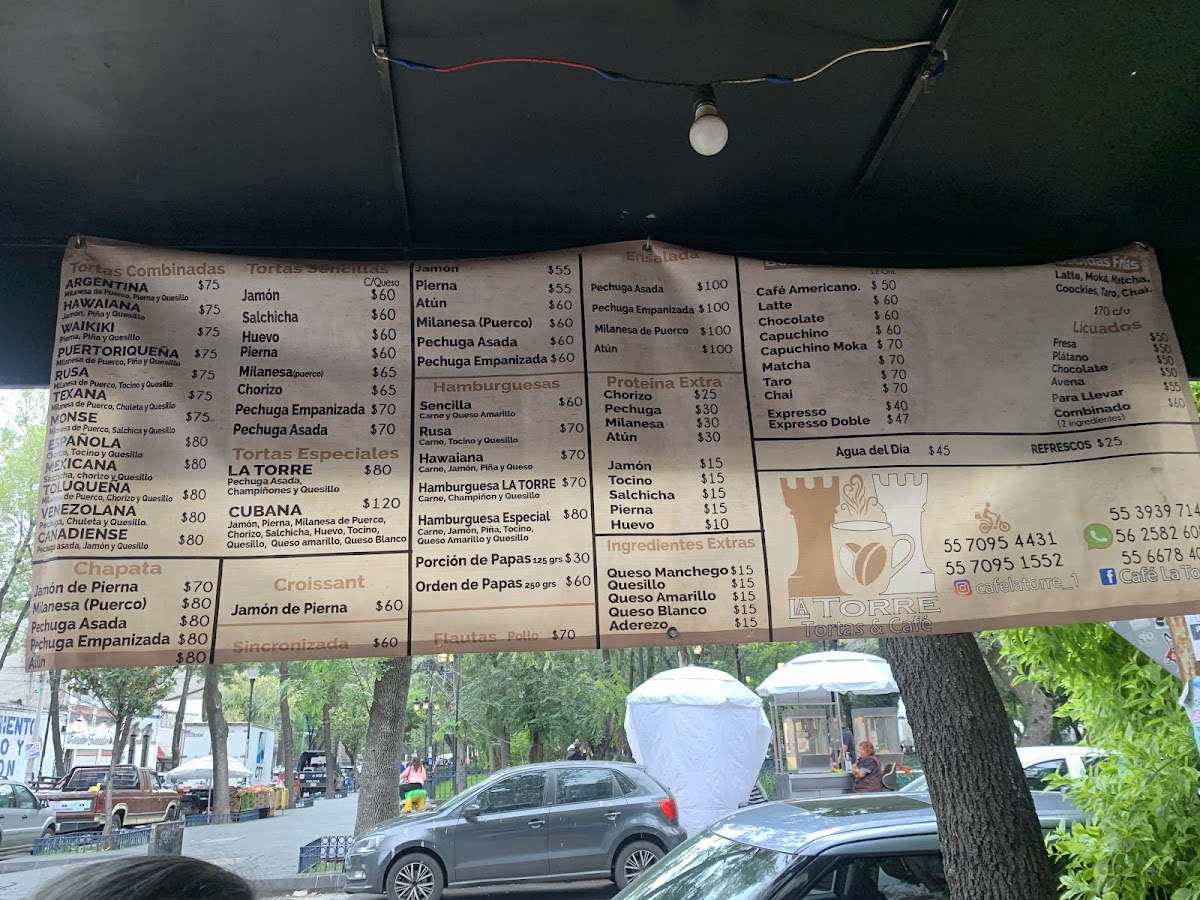 Tortas Combinadas
ARGENTINA $75
Milanesa de Puerco, Pierna y Quesillo
HAWAIANA $75
Jamón, Piña y Quesillo
WAIKIKI $75
Pierna, Piña y Quesillo
PUERTORIQUEÑA $75
Milanesa de Puerco, Piña y Quesillo
RUSA $75
Milanesa de Puerco, Tocino y Quesillo
TEXANA $75
Milanesa de Puerco, Chuleta y Quesillo
MONSE $75
Milanesa de Puerco, Salchica y Quesillo
ESPAÑOLA $80
Chorizo, Tocino y Quesillo
MEXICANA $80
Salchicha, chorizo y Quesillo
TOLUQUEÑA $80
Milanesa de Puerco, Chorizo y Quesillo
VENEZOLANA $80
Pechuga, Chuleta y Quesillo.
CANADIENSE $80
Pechuga asada, Jamón y Quesillo
Chapata
Jamón de Pierna $70
Milanesa (Puerco) $80
Pechuga Asada $80
Pechuga Empanizada $80
Atún $80
Tortas Sencillas
C/Queso
Jamón $60
Salchicha $60
Huevo $60
Pierna $60
Milanesa(puerco) $65
Chorizo $65
Pechuga Empanizada $70
Pechuga Asada $70
Tortas Especiales
LA TORRE $80
Pechuga Asada,
Champiñones y Quesillo
CUBANA $120
Jamón, Pierna, Milanesa de Puerco,
Chorizo, Salchicha, Huevo, Tocino,
Quesillo, Queso amarillo, Queso Blanco
Croissant
Jamón de Pierna $60
Sincronizada $60
Jamón $55
Pierna $55
Atún $60
Milanesa (Puerco) $60
Pechuga Asada $60
Pechuga Empanizada $60
Hamburguesas
Sencilla $60
Carne y Queso Amarillo
Rusa $70
Carne, Tocino y Quesillo
Hawaiana $70
Carne, Jamón, Piña y Queso
Hamburguesa LA TORRE $70
Carne, Champiñon y Quesillo
Hamburguesa Especial $80
Carne, Jamón, Piña, Tocino,
Queso Amarillo y Quesillo
Porción de Papas 125 grs $30
Orden de Papas 250 grs $60
Flautas Pollo $70
Ensalada
Pechuga Asada $100
Pechuga Empanizada $100
Milanesa de Puerco $100
Atún $100
Proteina Extra
Chorizo $25
Pechuga $30
Milanesa $30
Atún $30
Jamón $15
Tocino $15
Salchicha $15
Pierna $15
Huevo $10
Ingredientes Extras
Queso Manchego $15
Quesillo $15
Queso Amarillo $15
Queso Blanco $15
Aderezo $15
12 Onz
Café Americano. $50
Latte $60
Chocolate $60
Capuchino $60
Capuchino Moka $70
Matcha $70
Taro $70
Chai $70
Expresso $40
Expresso Doble $47
Frías
Latte, Moka, Matcha,
Coockies, Taro, Chai.
$70 c/u
Licuados
Fresa $50
Plátano $50
Chocolate $50
Avena $50
Para Llevar $55
Combinado $60
(2 ingredientes)
Agua del Dia $45
REFRESCOS $25
LA TORRE
Tortas & Café
55 7095 4431
55 7095 1552
cafelatorre_1
55 3939 714
56 2582 60
55 6678 40
Café La To